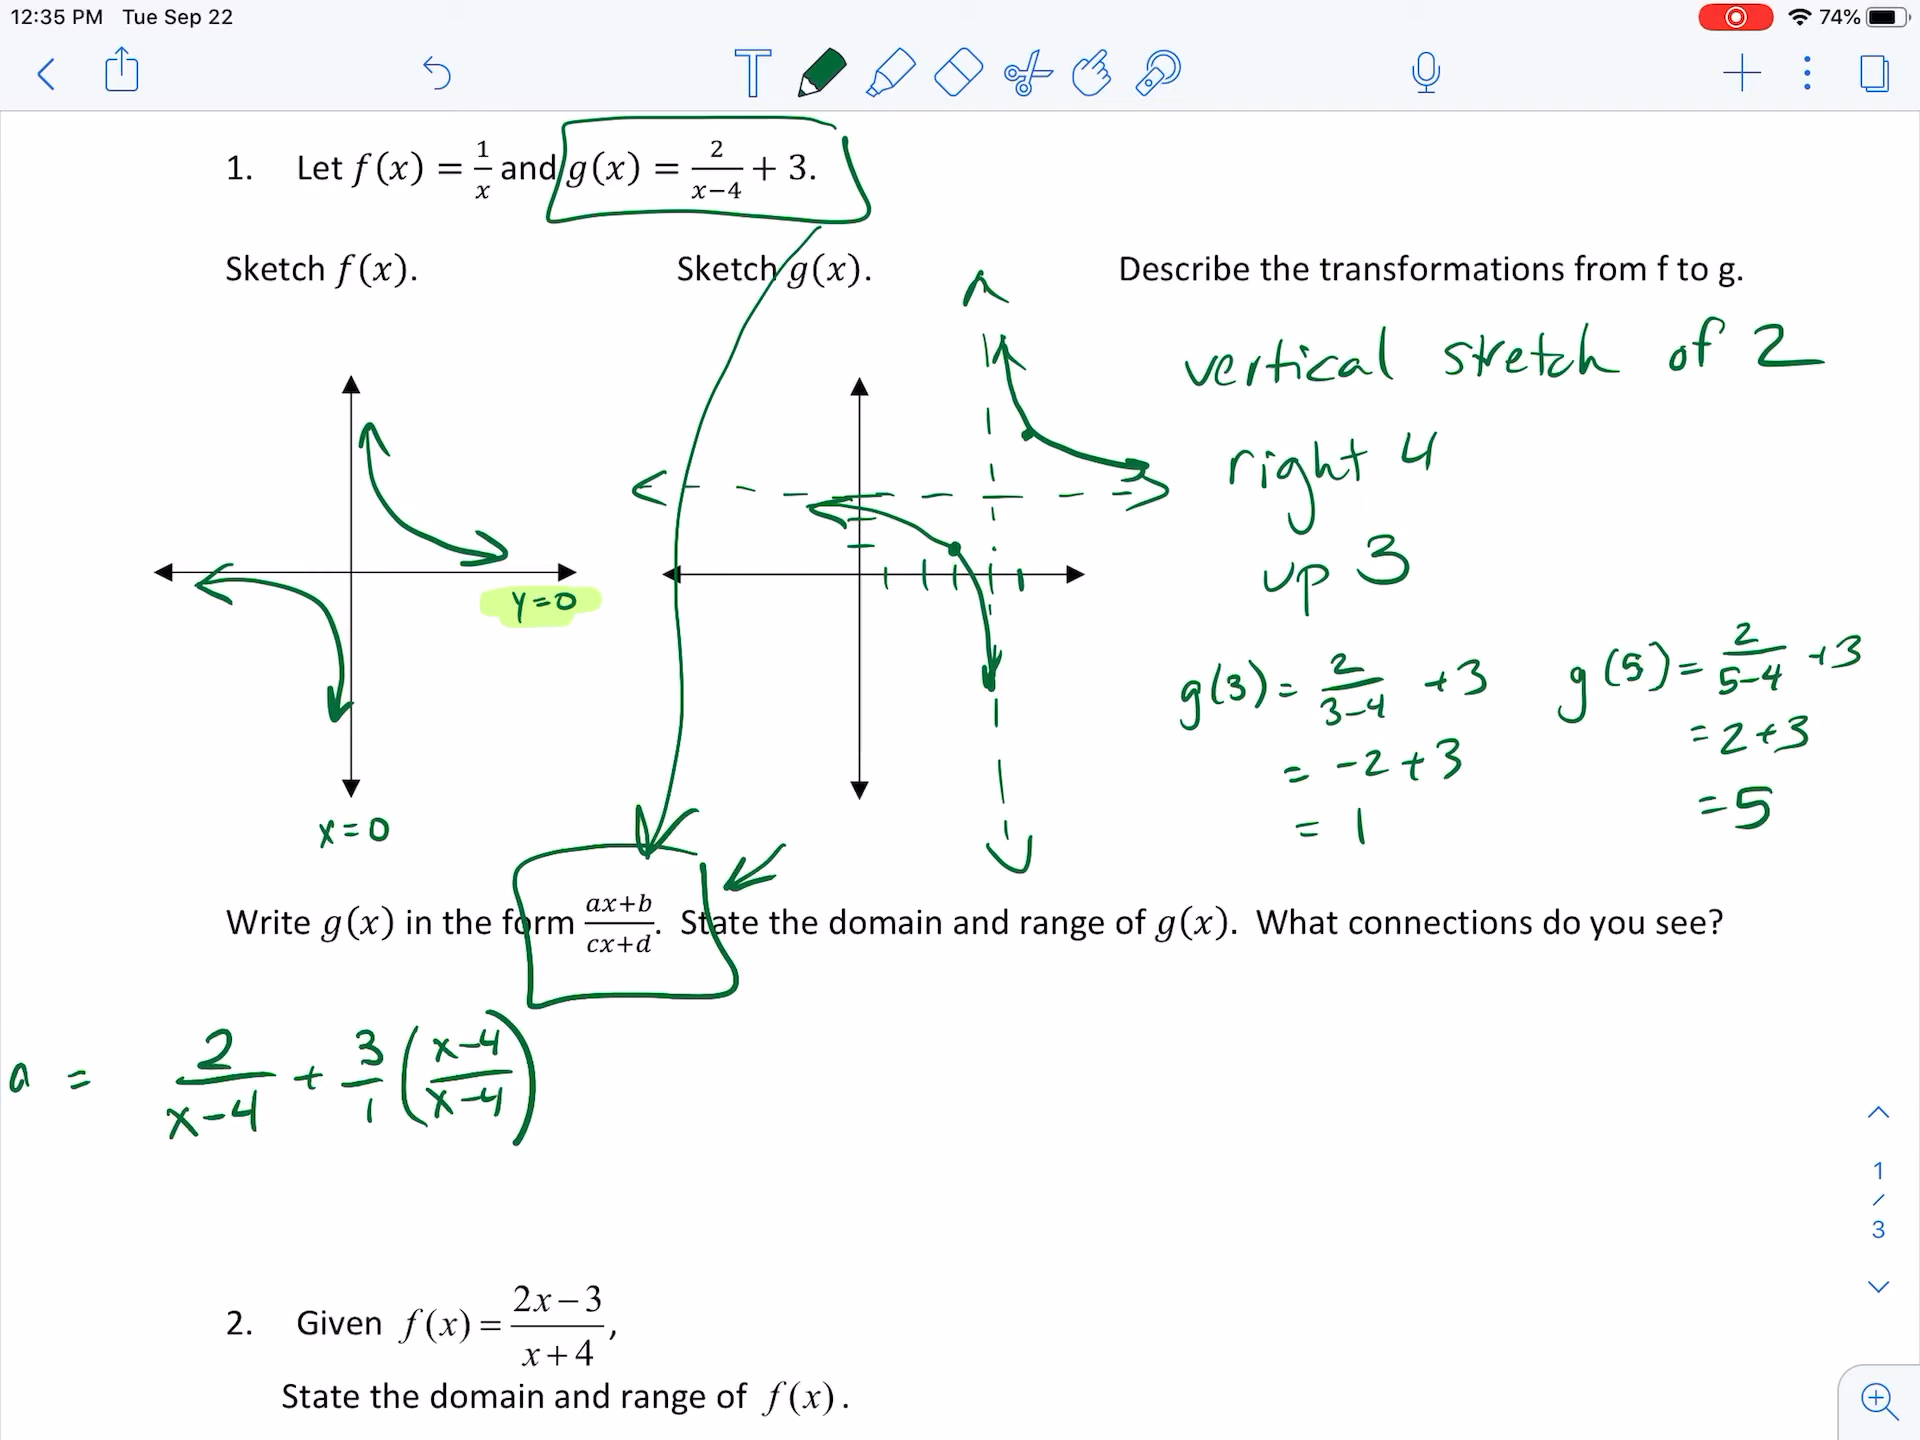 12:35 PM Tue Sep 22
74%
1. Let f(x) = 1/x and g(x) = 2/(x−4) + 3.
Sketch f(x). Sketch g(x). Describe the transformations from f to g.
vertical stretch of 2
right 4
up 3
y=0
x=0
g(3) = 2/(3-4) +3
= -2+3
= 1
g(5) = 2/(5-4) +3
= 2+3
= 5
Write g(x) in the form (ax+b)/(cx+d). State the domain and range of g(x). What connections do you see?
= 2/(x-4) + 3/1 ((x-4)/(x-4))
2. Given f(x) = (2x−3)/(x+4),
State the domain and range of f(x).
1
/
3